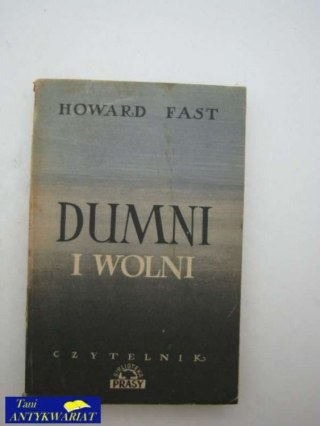 HOWARD FAST
DUMNI
I WOLNI
CZYTELNIK
BIBLIOTEKA
PRASY
Tani
ANTYKWARIAT